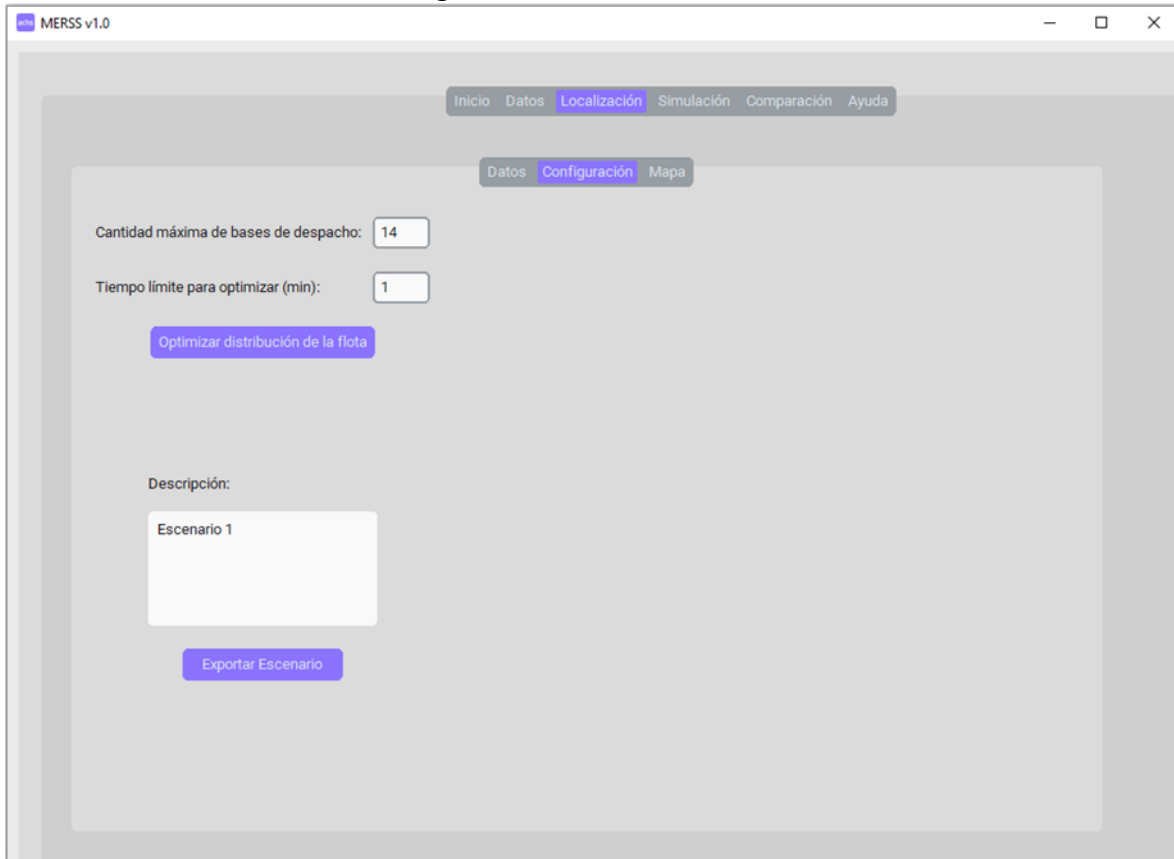 achs MERSS v1.0
Inicio Datos Localización Simulación Comparación Ayuda
Datos Configuración Mapa
Cantidad máxima de bases de despacho: 14
Tiempo límite para optimizar (min): 1
Optimizar distribución de la flota
Descripción:
Escenario 1
Exportar Escenario